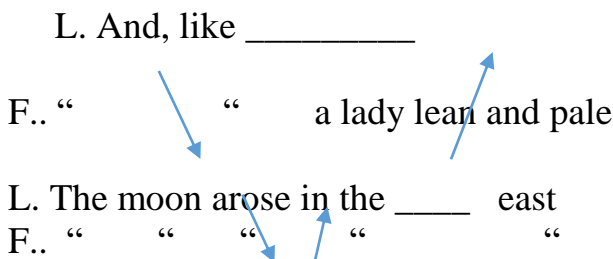 L. And, like _________
F.. “ “ a lady lean and pale
L. The moon arose in the ____ east
F.. “ “ “ “ “